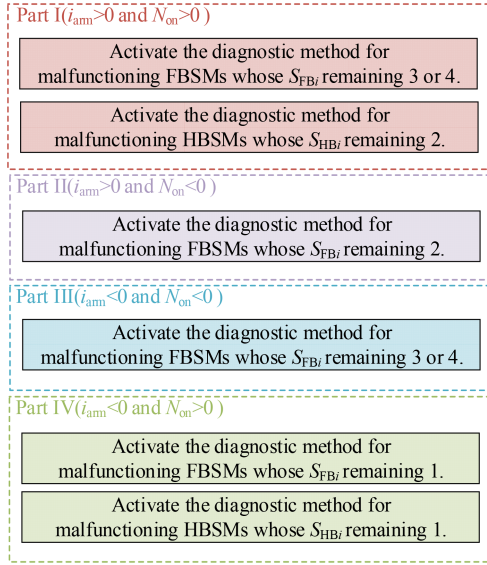 Part I(iarm>0 and Non>0)
Activate the diagnostic method for
malfunctioning FBSMs whose SFBi remaining 3 or 4.
Activate the diagnostic method for
malfunctioning HBSMs whose SHBi remaining 2.
Part II(iarm>0 and Non<0 )
Activate the diagnostic method for
malfunctioning FBSMs whose SFBi remaining 2.
Part III(iarm<0 and Non<0 )
Activate the diagnostic method for
malfunctioning FBSMs whose SFBi remaining 3 or 4.
Part IV(iarm<0 and Non>0 )
Activate the diagnostic method for
malfunctioning FBSMs whose SFBi remaining 1.
Activate the diagnostic method for
malfunctioning HBSMs whose SHBi remaining 1.